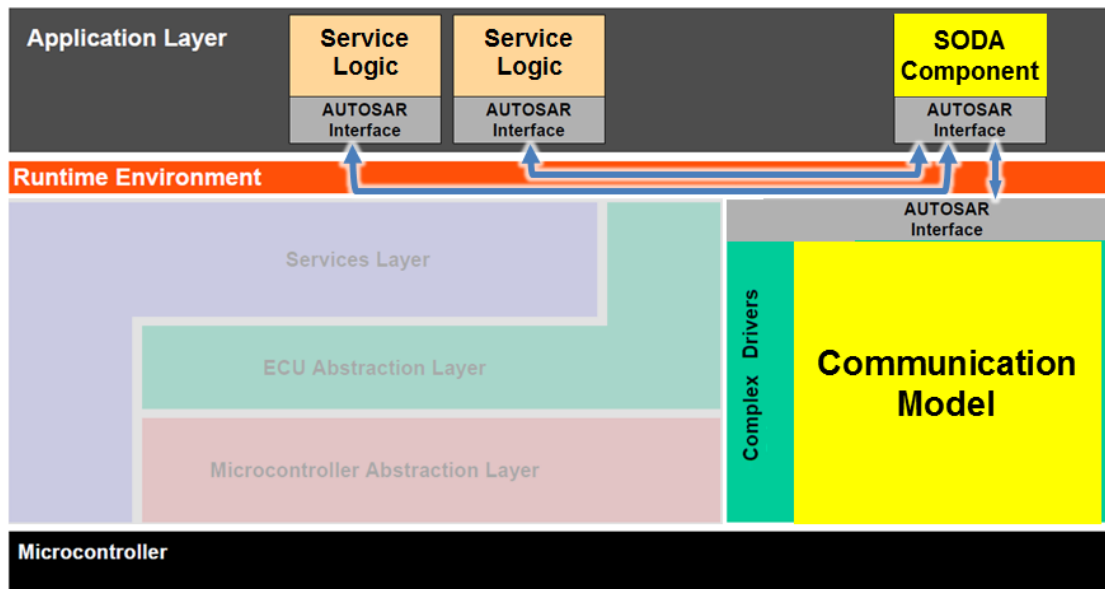 Application Layer
Service
Logic
AUTOSAR
Interface
Service
Logic
AUTOSAR
Interface
SODA
Component
AUTOSAR
Interface
Runtime Environment
AUTOSAR
Interface
Services Layer
ECU Abstraction Layer
Microcontroller Abstraction Layer
Complex Drivers
Communication
Model
Microcontroller